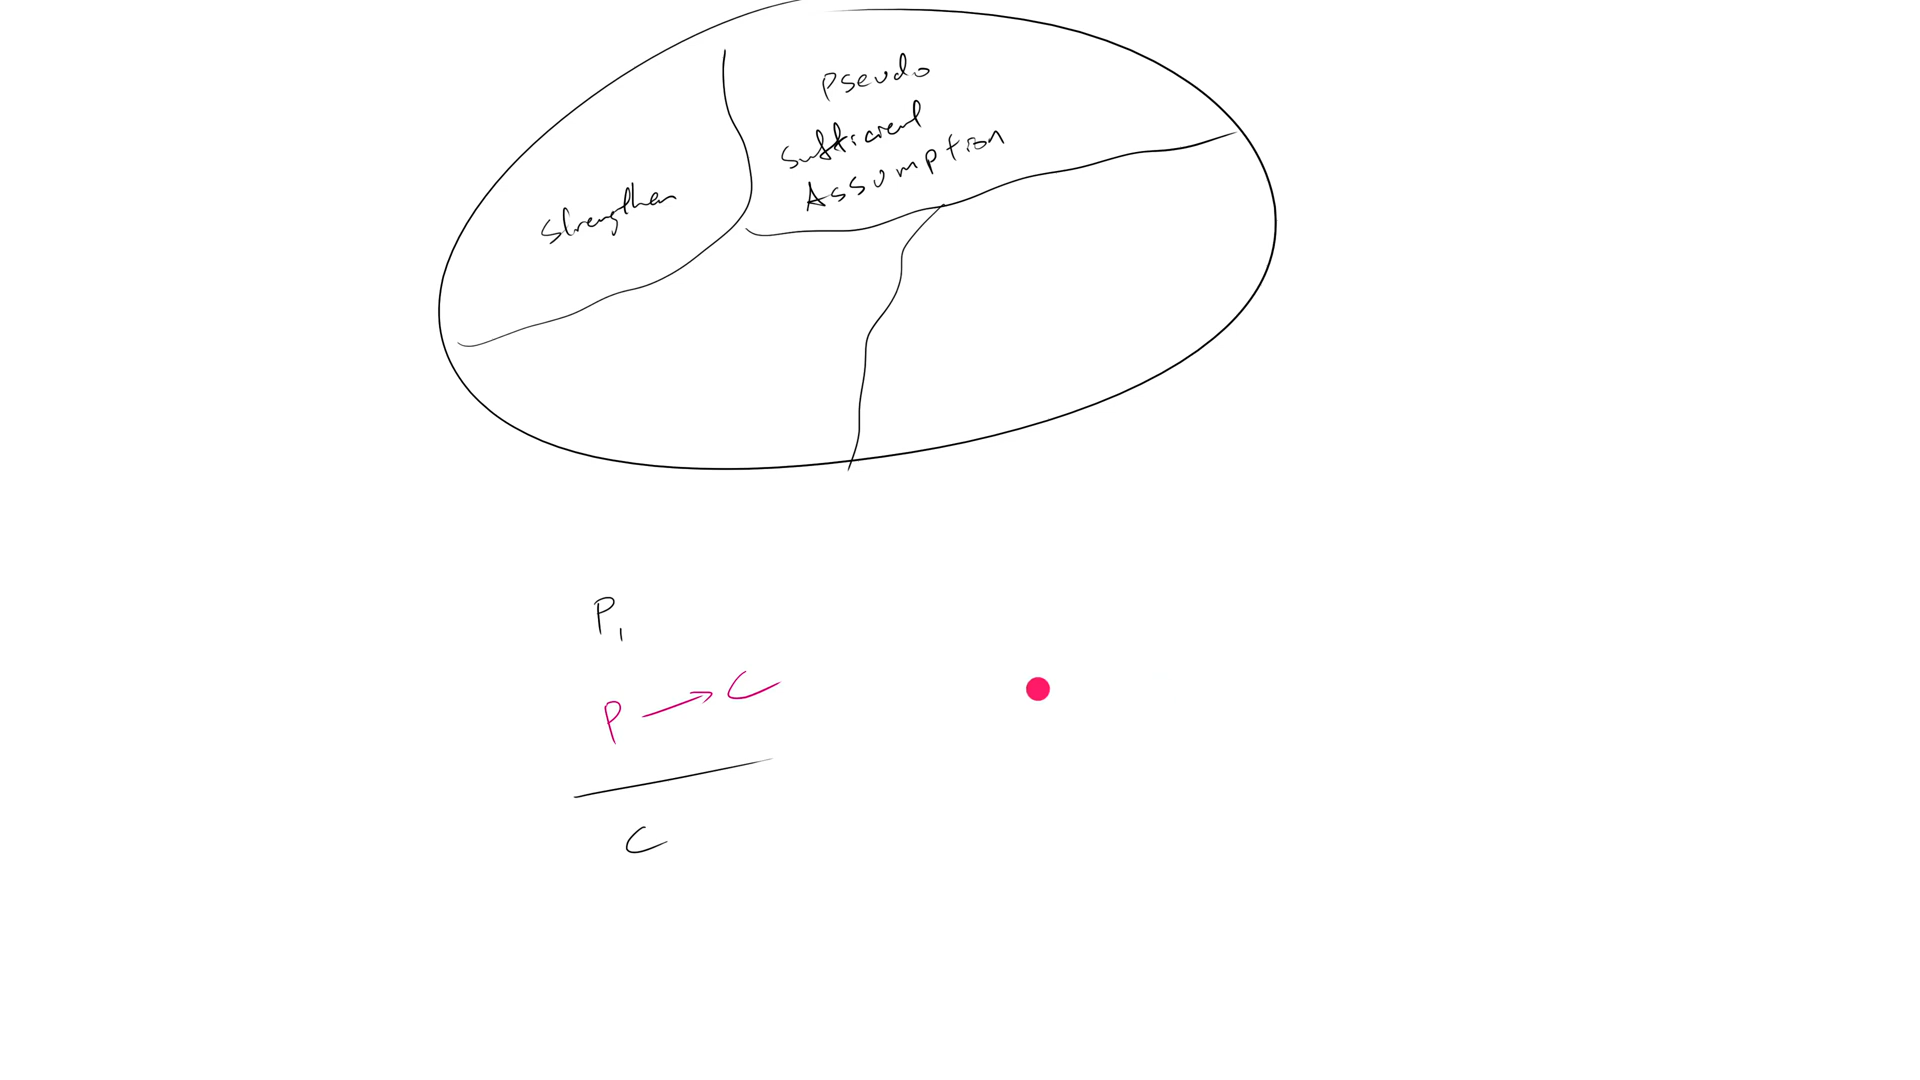 Pseudo
Sufficient
Assumption
Strengthen
P1
P → C
C